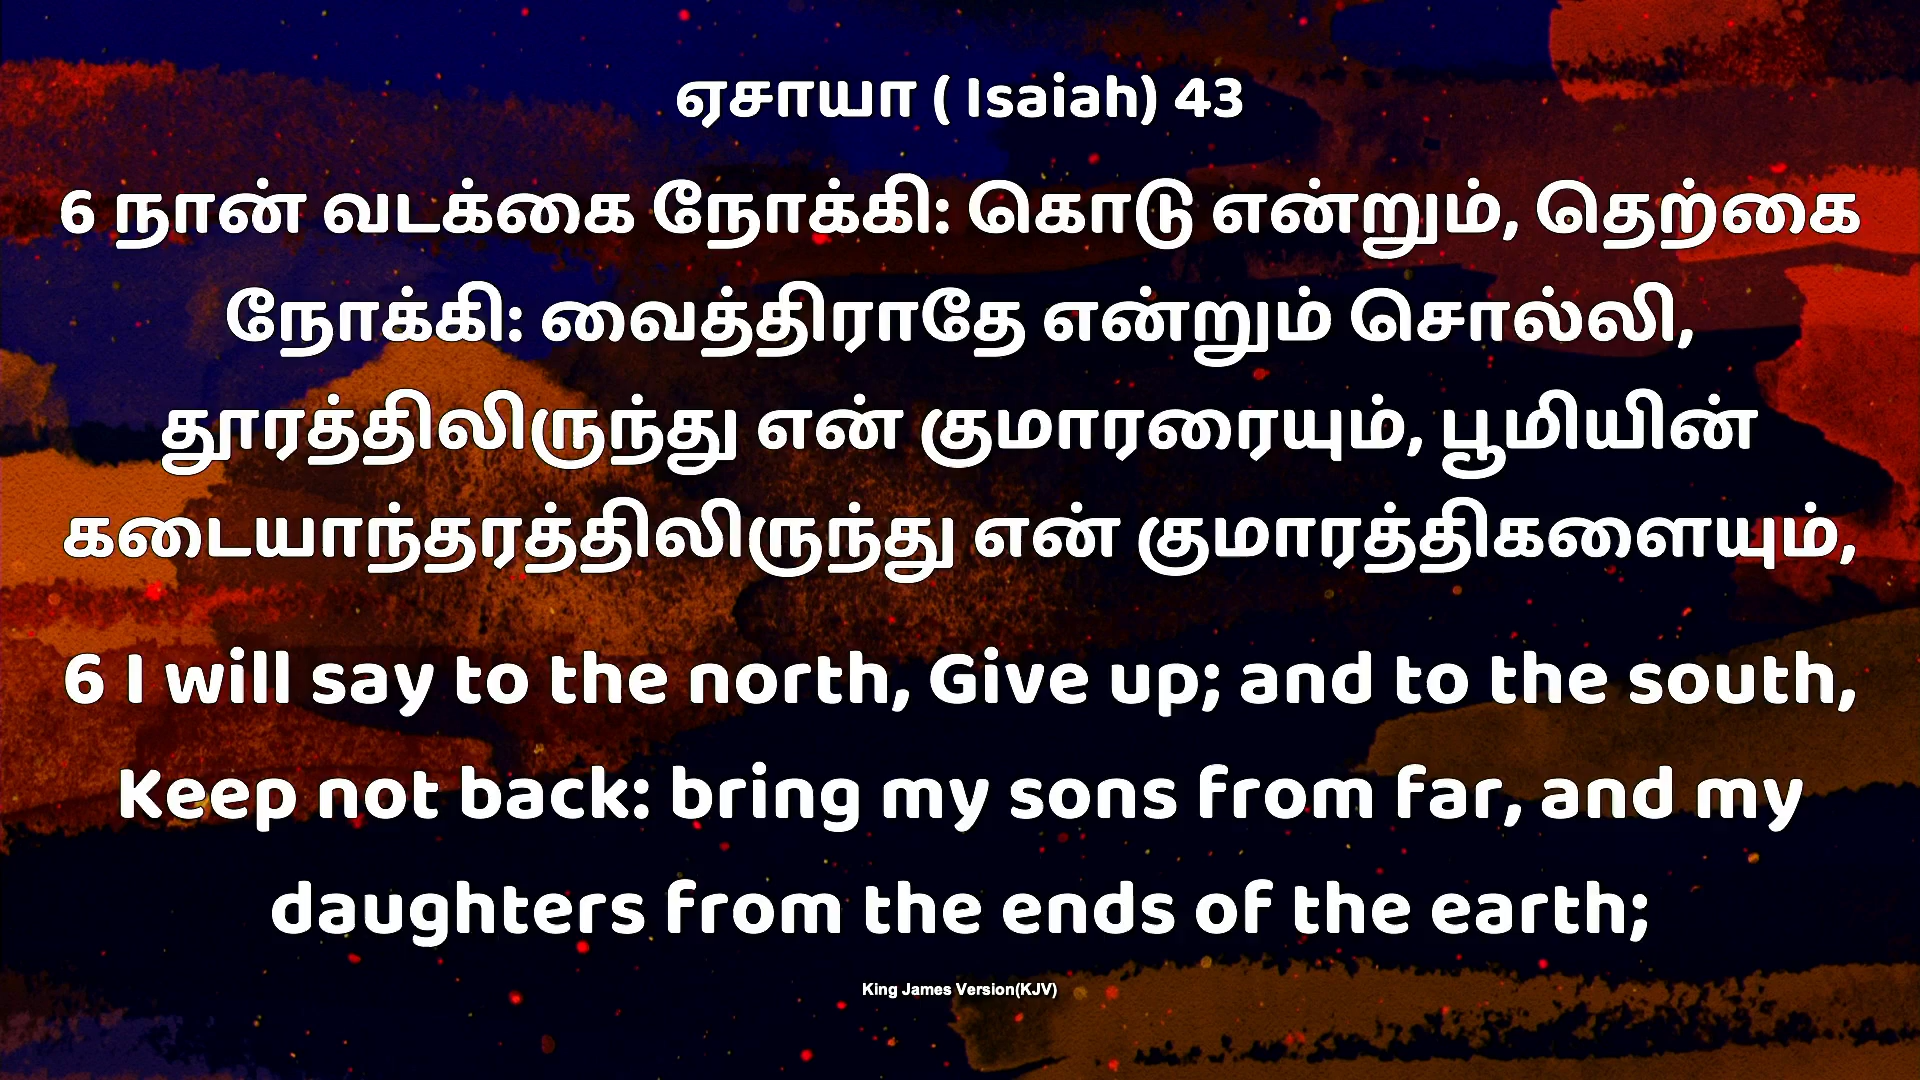 ஏசாயா ( Isaiah) 43
6 நான் வடக்கை நோக்கி: கொடு என்றும், தெற்கை
நோக்கி: வைத்திராதே என்றும் சொல்லி,
தூரத்திலிருந்து என் குமாரரையும், பூமியின்
கடையாந்தரத்திலிருந்து என் குமாரத்திகளையும்,
6 I will say to the north, Give up; and to the south,
Keep not back: bring my sons from far, and my
daughters from the ends of the earth;
King James Version(KJV)